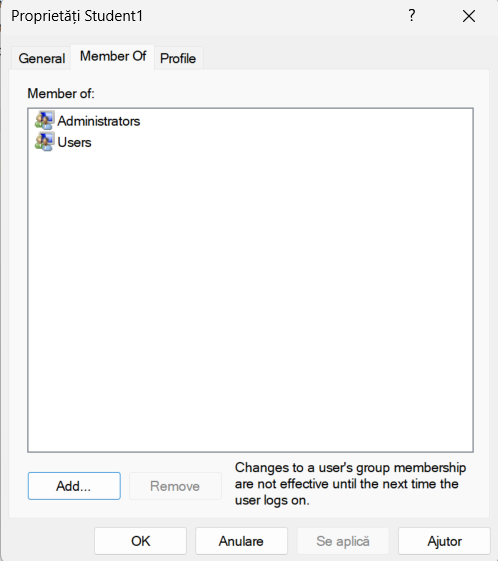 Proprietăți Student1
General Member Of Profile
Member of:
Administrators
Users
Add... Remove
Changes to a user's group membership
are not effective until the next time the
user logs on.
OK Anulare Se aplică Ajutor